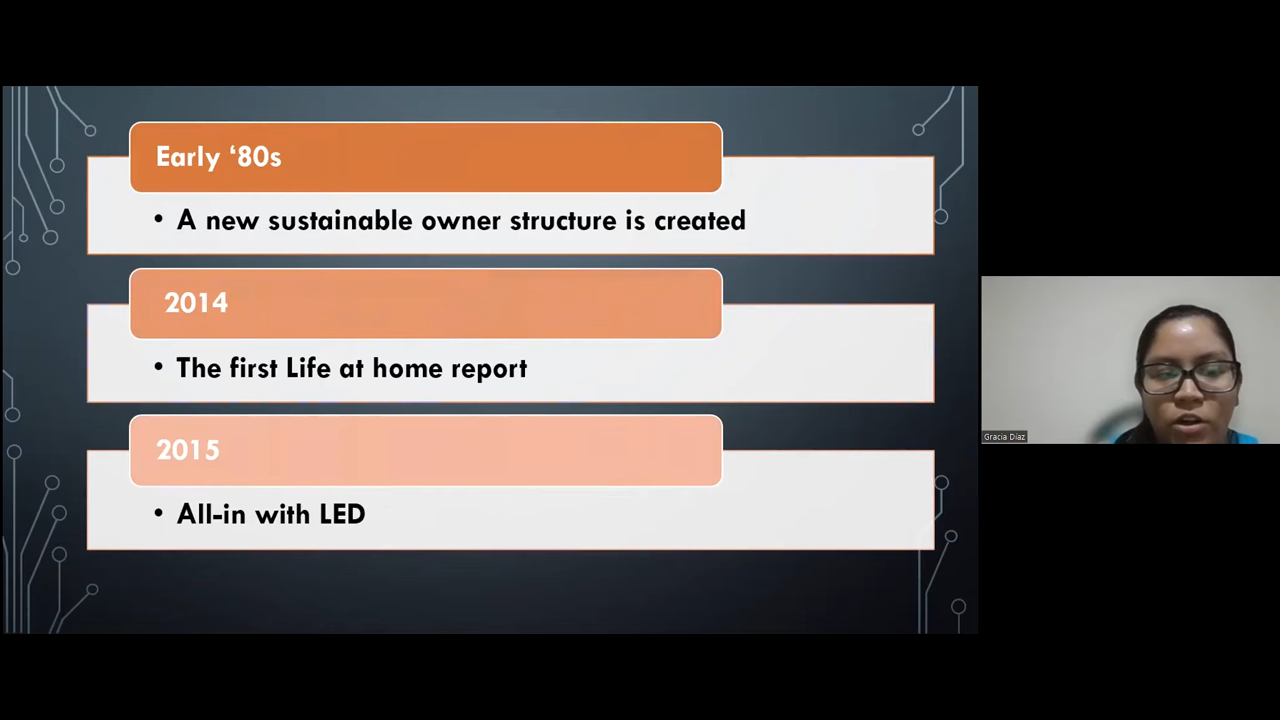 Early ‘80s
• A new sustainable owner structure is created
2014
• The first Life at home report
2015
• All-in with LED
Gracia Díaz